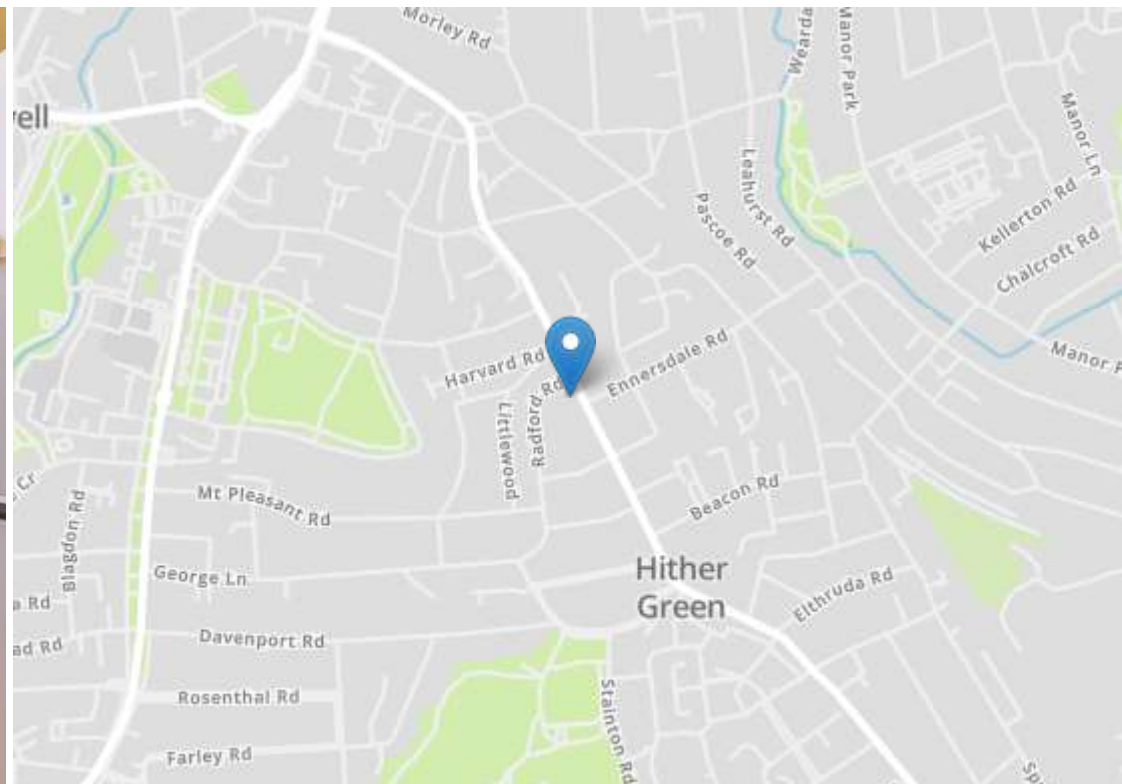 Morley Rd
Manor Park
Manor Ln
ell
Leahurst Rd
Pascoe Rd
Kellerton Rd
Chalcroft Rd
Manor
Harvard Rd
Ennersdale Rd
Radford Rd
Littlewood
Beacon Rd
Mt Pleasant Rd
Cr
Blagdon Rd
George Ln
Hither
Green
Elthruda Rd
Rd
Davenport Rd
Rd
Rosenthal Rd
Stainton Rd
Farley Rd